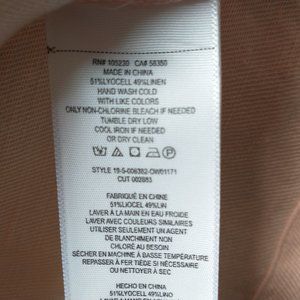 RN# 105230 CA# 58350
MADE IN CHINA
51%LYOCELL 49%LINEN
HAND WASH COLD
WITH LIKE COLORS
ONLY NON-CHLORINE BLEACH IF NEEDED
TUMBLE DRY LOW
COOL IRON IF NEEDED
OR DRY CLEAN
STYLE 19-5-006382-OW01171
CUT 002883
FABRIQUÉ EN CHINE
51%LIOCEL 49%LIN
LAVER À LA MAIN EN EAU FROIDE
LAVER AVEC COULEURS SIMILAIRES
UTILISER SEULEMENT UN AGENT
DE BLANCHIMENT NON
CHLORÉ AU BESOIN
SÉCHER EN MACHINE À BASSE TEMPÉRATURE
REPASSER À FER TIÈDE SI NÉCESSAIRE
OU NETTOYER À SEC
HECHO EN CHINA
51%LYOCELL 49%LINO